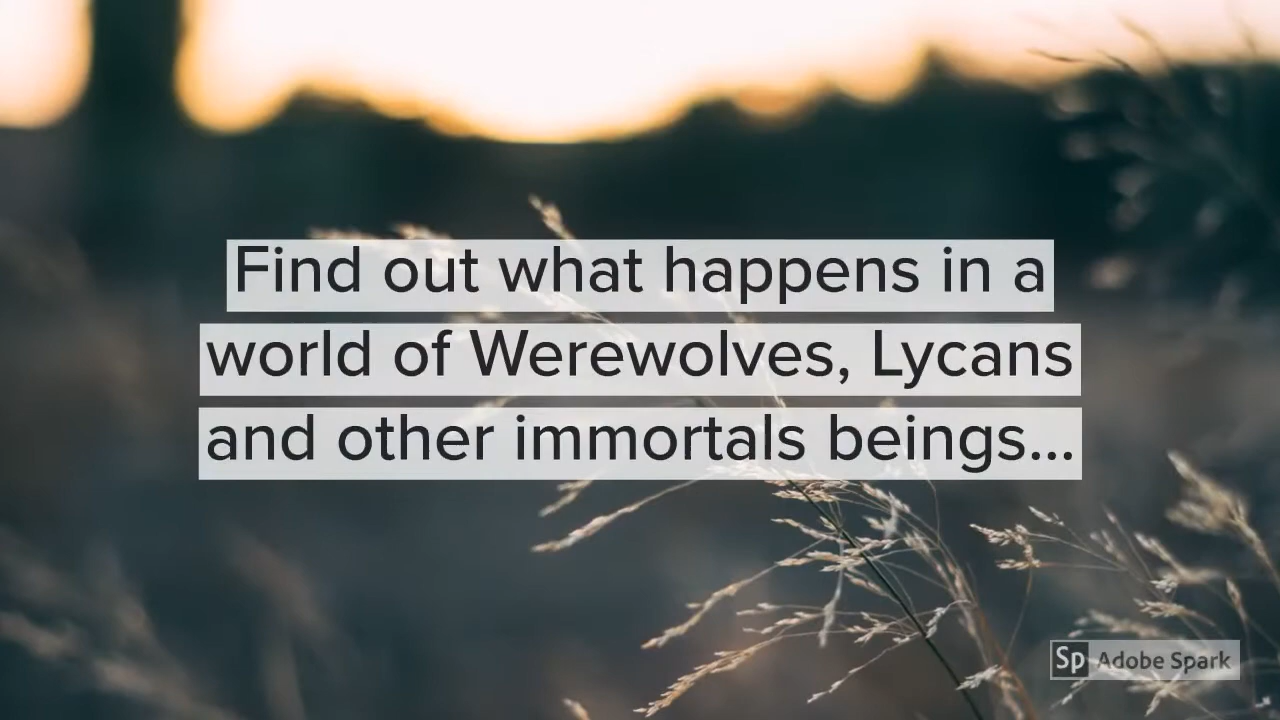 Find out what happens in a
world of Werewolves, Lycans
and other immortals beings...
Sp Adobe Spark